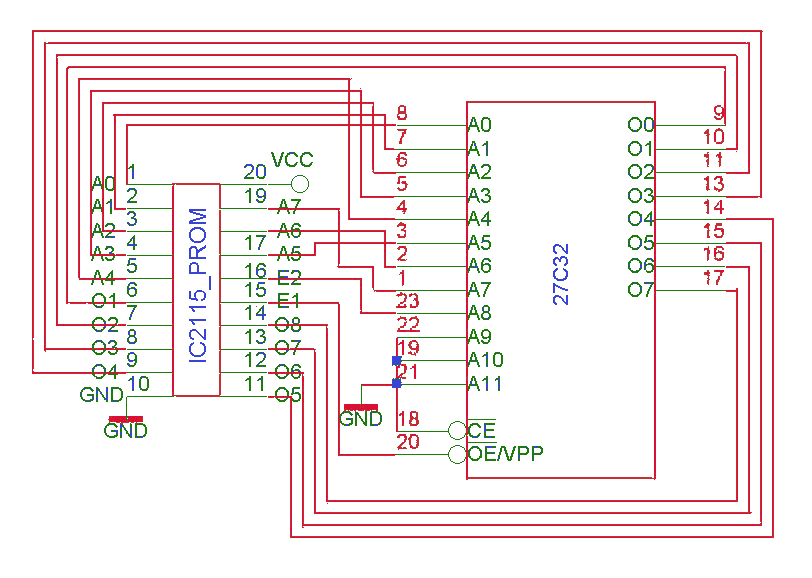 VCC
1
A0
20
2
A1
19
A7
3
A2
A6
4
A3
17
A5
5
A4
16
E2
6
O1
15
E1
7
O2
14
O8
8
O3
13
O7
9
O4
12
O6
10
GND
11
O5
GND
IC2115_PROM
8
A0
O0
9
7
A1
O1
10
6
A2
O2
11
5
A3
O3
13
4
A4
O4
14
3
A5
O5
15
2
A6
O6
16
1
A7
O7
17
23
A8
22
A9
19
A10
21
A11
GND
18
CE
20
OE/VPP
27C32